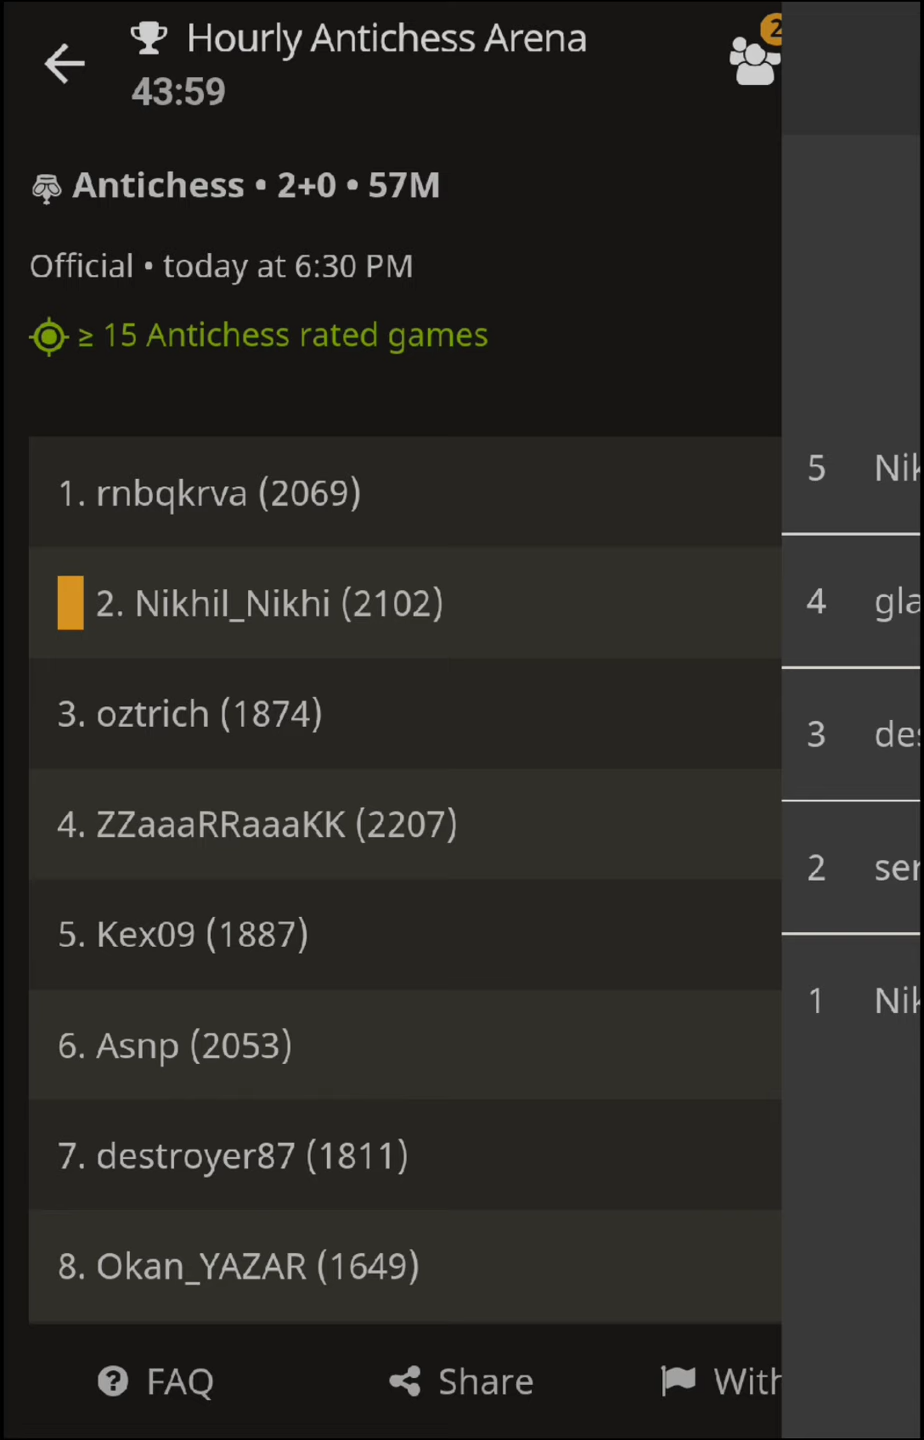 Hourly Antichess Arena
2
43:59
Antichess • 2+0 • 57M
Official • today at 6:30 PM
≥ 15 Antichess rated games
1. rnbqkrva (2069)
2. Nikhil_Nikhi (2102)
3. oztrich (1874)
4. ZZaaaRRaaaKK (2207)
5. Kex09 (1887)
6. Asnp (2053)
7. destroyer87 (1811)
8. Okan_YAZAR (1649)
FAQ
Share
With
5
4
3
2
1